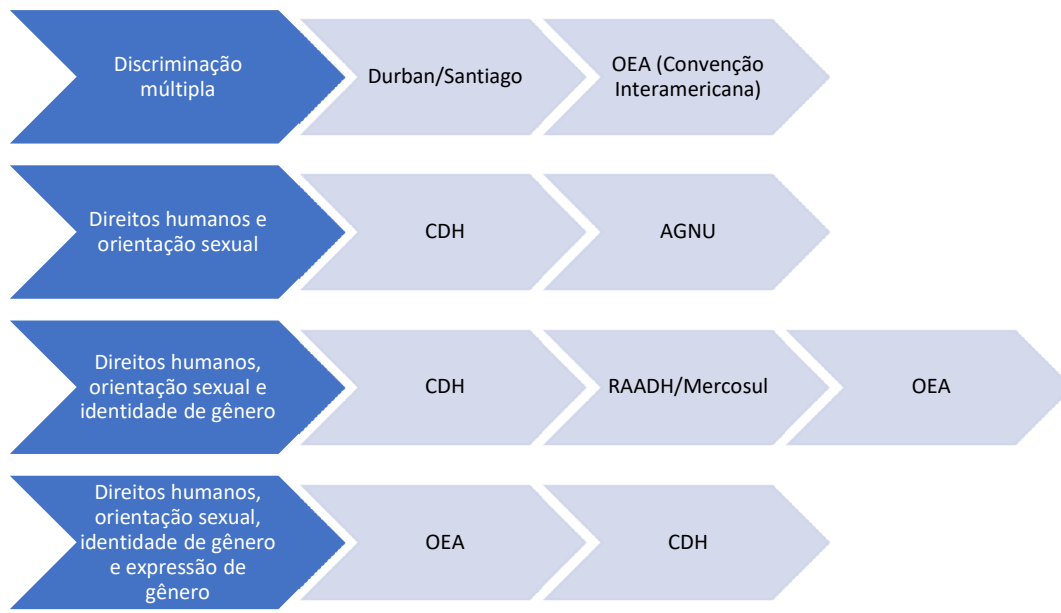 Discriminação
múltipla
Durban/Santiago
OEA (Convenção
Interamericana)
Direitos humanos e
orientação sexual
CDH
AGNU
Direitos humanos,
orientação sexual e
identidade de gênero
CDH
RAADH/Mercosul
OEA
Direitos humanos,
orientação sexual,
identidade de gênero
e expressão de
gênero
OEA
CDH